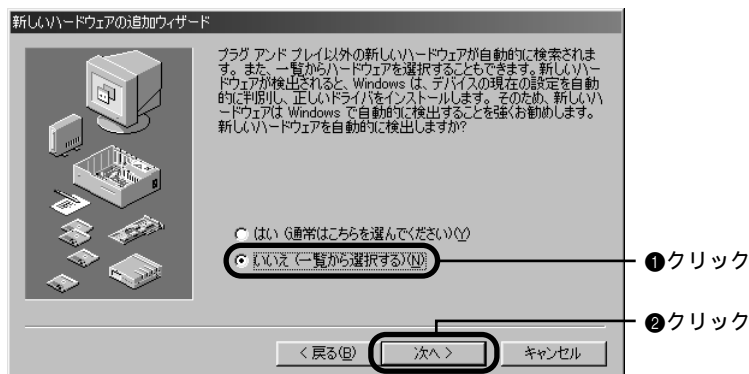 新しいハードウェアの追加ウィザード
プラグ アンド プレイ以外の新しいハードウェアが自動的に検索されま
す。また、一覧からハードウェアを選択することもできます。新しいハー
ドウェアが検出されると、Windows は、デバイスの現在の設定を自動
的に判別し、正しいドライバをインストールします。そのため、新しいハ
ードウェアは Windows で自動的に検出することを強くお勧めします。
新しいハードウェアを自動的に検出しますか?
はい (通常はこちらを選んでください)(Y)
いいえ (一覧から選択する)(N)
❶クリック
❷クリック
< 戻る(B)
次へ >
キャンセル